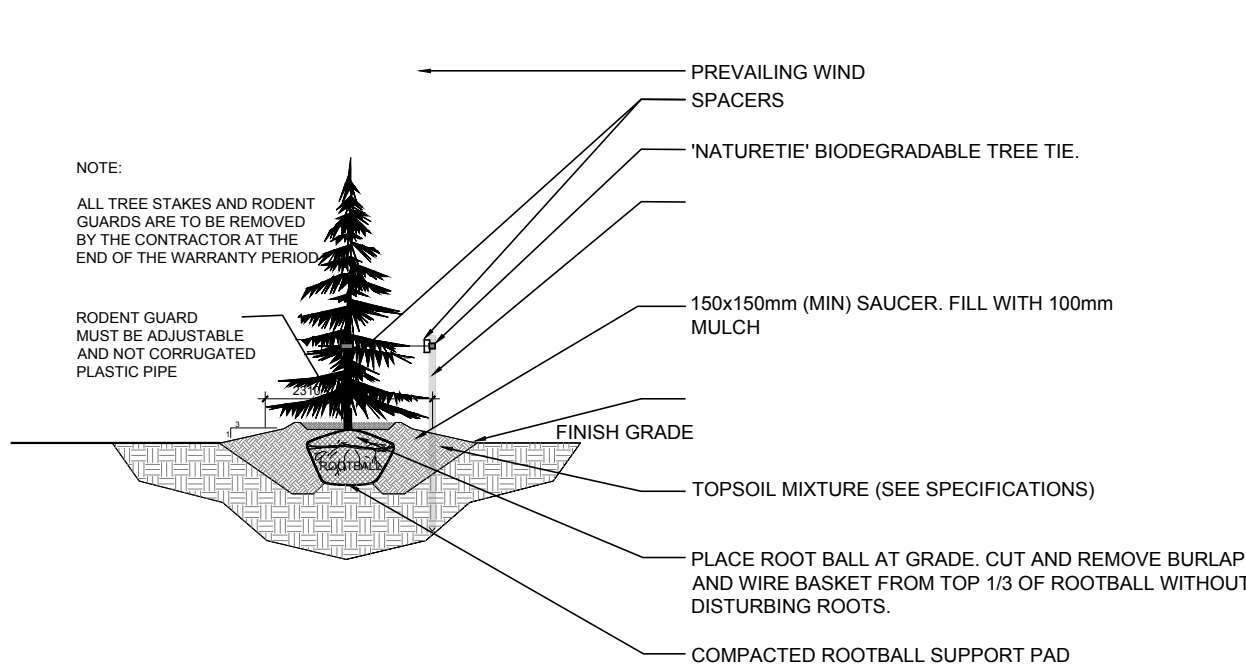 PREVAILING WIND
SPACERS
'NATURETIE' BIODEGRADABLE TREE TIE.
NOTE:
ALL TREE STAKES AND RODENT
GUARDS ARE TO BE REMOVED
BY THE CONTRACTOR AT THE
END OF THE WARRANTY PERIOD
150x150mm (MIN) SAUCER. FILL WITH 100mm
MULCH
RODENT GUARD
MUST BE ADJUSTABLE
AND NOT CORRUGATED
PLASTIC PIPE
2310
3
1
FINISH GRADE
ROOTBALL
TOPSOIL MIXTURE (SEE SPECIFICATIONS)
PLACE ROOT BALL AT GRADE. CUT AND REMOVE BURLAP
AND WIRE BASKET FROM TOP 1/3 OF ROOTBALL WITHOUT
DISTURBING ROOTS.
COMPACTED ROOTBALL SUPPORT PAD